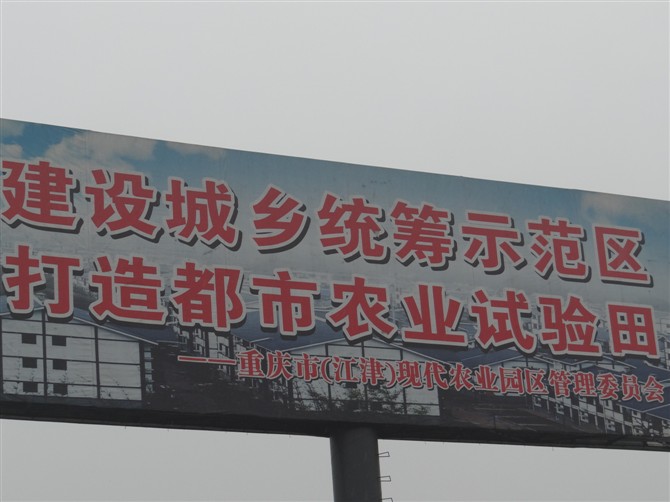 建设城乡统筹示范区
打造都市农业试验田
——重庆市(江津)现代农业园区管理委员会